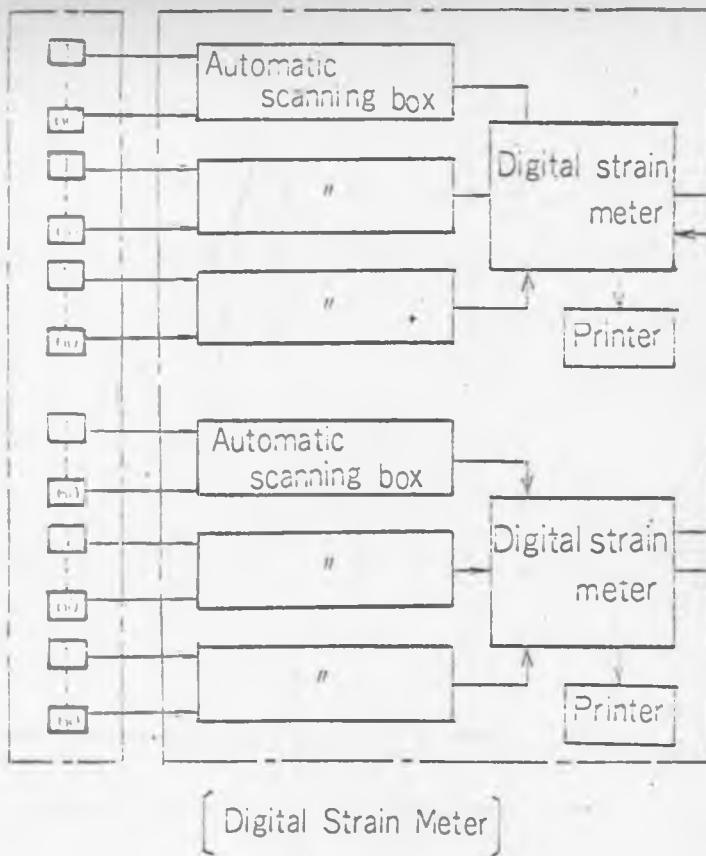 Automatic
scanning box
Digital strain
meter
"
"
Printer
Automatic
scanning box
Digital strain
meter
"
"
Printer
[Digital Strain Meter]